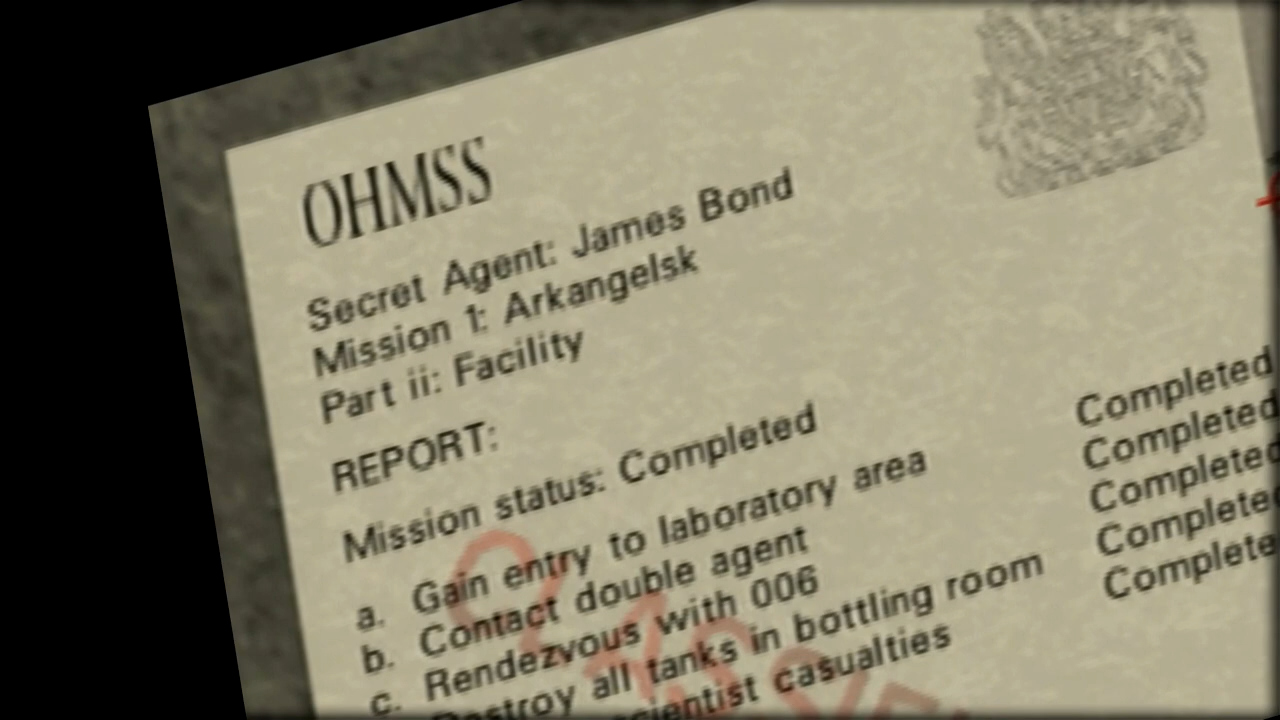 OHMSS
Secret Agent: James Bond
Mission 1: Arkangelsk
Part ii: Facility
REPORT:
Mission status: Completed
a. Gain entry to laboratory area Completed
b. Contact double agent Completed
c. Rendezvous with 006 Completed
Destroy all tanks in bottling room Completed
scientist casualties Complete